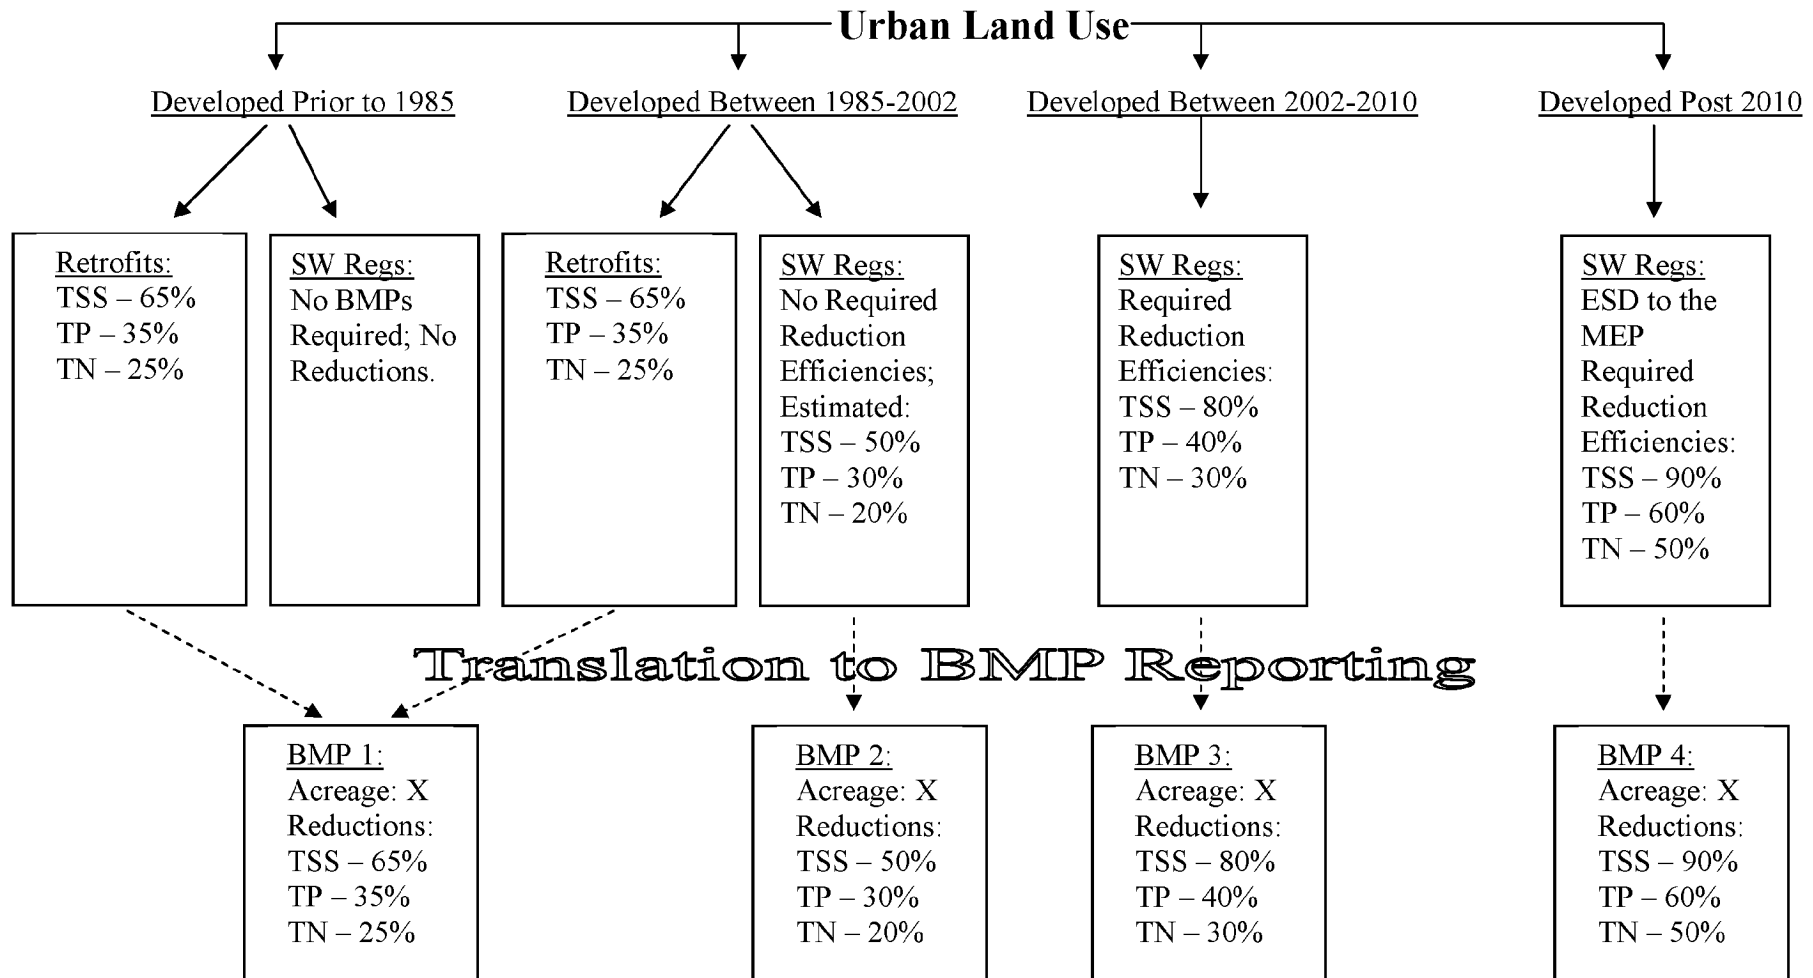 Urban Land Use
Developed Prior to 1985
Developed Between 1985-2002
Developed Between 2002-2010
Developed Post 2010
Retrofits:
TSS – 65%
TP – 35%
TN – 25%
SW Regs:
No BMPs
Required; No
Reductions.
Retrofits:
TSS – 65%
TP – 35%
TN – 25%
SW Regs:
No Required
Reduction
Efficiencies;
Estimated:
TSS – 50%
TP – 30%
TN – 20%
SW Regs:
Required
Reduction
Efficiencies:
TSS – 80%
TP – 40%
TN – 30%
SW Regs:
ESD to the
MEP
Required
Reduction
Efficiencies:
TSS – 90%
TP – 60%
TN – 50%
Translation to BMP Reporting
BMP 1:
Acreage: X
Reductions:
TSS – 65%
TP – 35%
TN – 25%
BMP 2:
Acreage: X
Reductions:
TSS – 50%
TP – 30%
TN – 20%
BMP 3:
Acreage: X
Reductions:
TSS – 80%
TP – 40%
TN – 30%
BMP 4:
Acreage: X
Reductions:
TSS – 90%
TP – 60%
TN – 50%